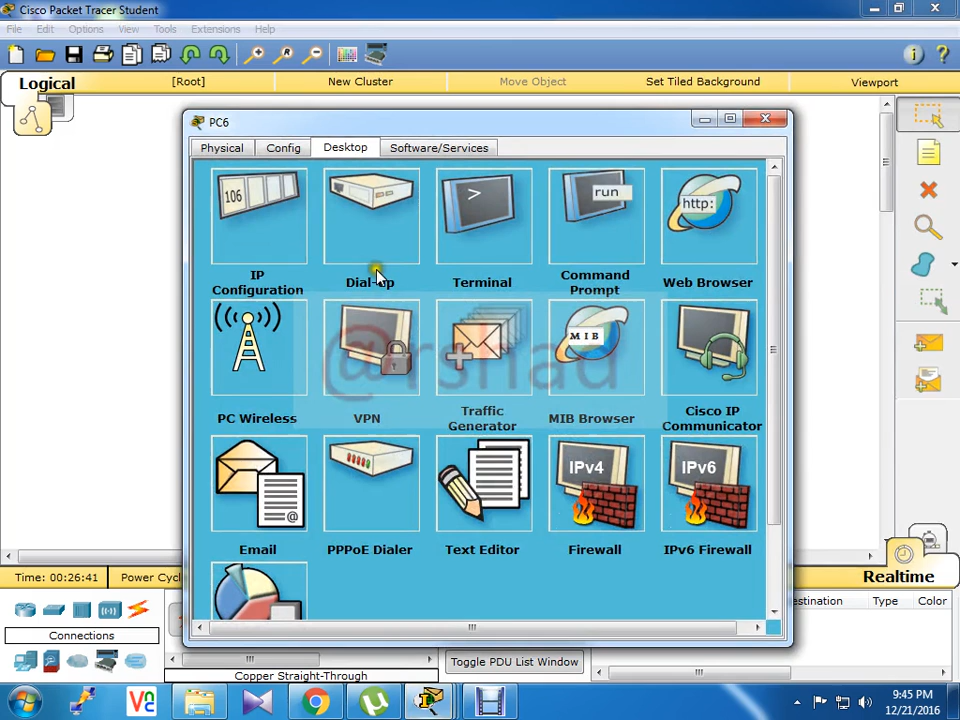 Cisco Packet Tracer Student
File Edit Options View Tools Extensions Help
Logical [Root] New Cluster Move Object Set Tiled Background Viewport
PC6
Physical Config Desktop Software/Services
106 > run http:
IP Configuration
Dial-up
Terminal
Command Prompt
Web Browser
MIB
@rshad
PC Wireless
VPN
Traffic Generator
MIB Browser
Cisco IP Communicator
IPv4 IPv6
@
Email
PPPoE Dialer
Text Editor
Firewall
IPv6 Firewall
Time: 00:26:41 Power Cycl
Realtime
estination Type Color
Connections
Toggle PDU List Window
Copper Straight-Through
9:45 PM
12/21/2016